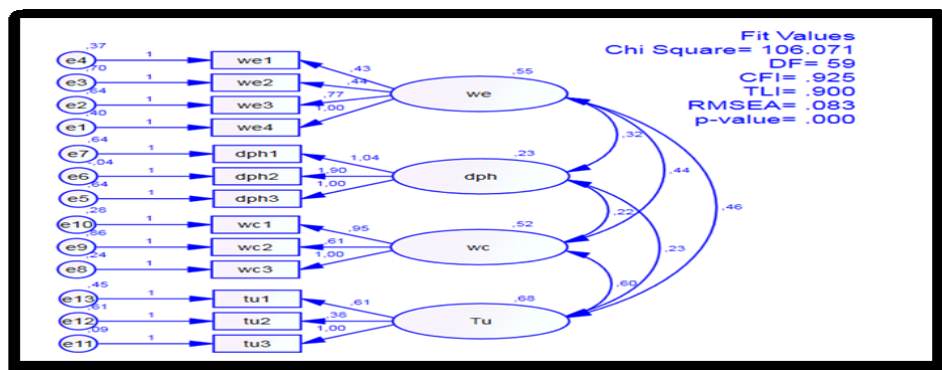 Fit Values
Chi Square= 106.071
DF= 59
CFI= .925
TLI= .900
RMSEA= .083
p-value= .000
,37
e4 1 we1 ,43 ,55
,70
e3 1 we2 ,44 we
,64
e2 1 we3 ,77
,40
e1 1 we4 1,00
,64
e7 1 dph1 1,04 ,23
,04
e6 1 dph2 1,90 dph
,64
e5 1 dph3 1,00
,28
e10 1 wc1 ,95 ,52
e9 1 wc2 ,61 wc
,24
e8 1 wc3 1,00
,45
e13 1 tu1 ,61 ,68
,61
e12 1 tu2 ,38 Tu
,09
e11 1 tu3 1,00
,32
,44
,46
,22
,23
,60